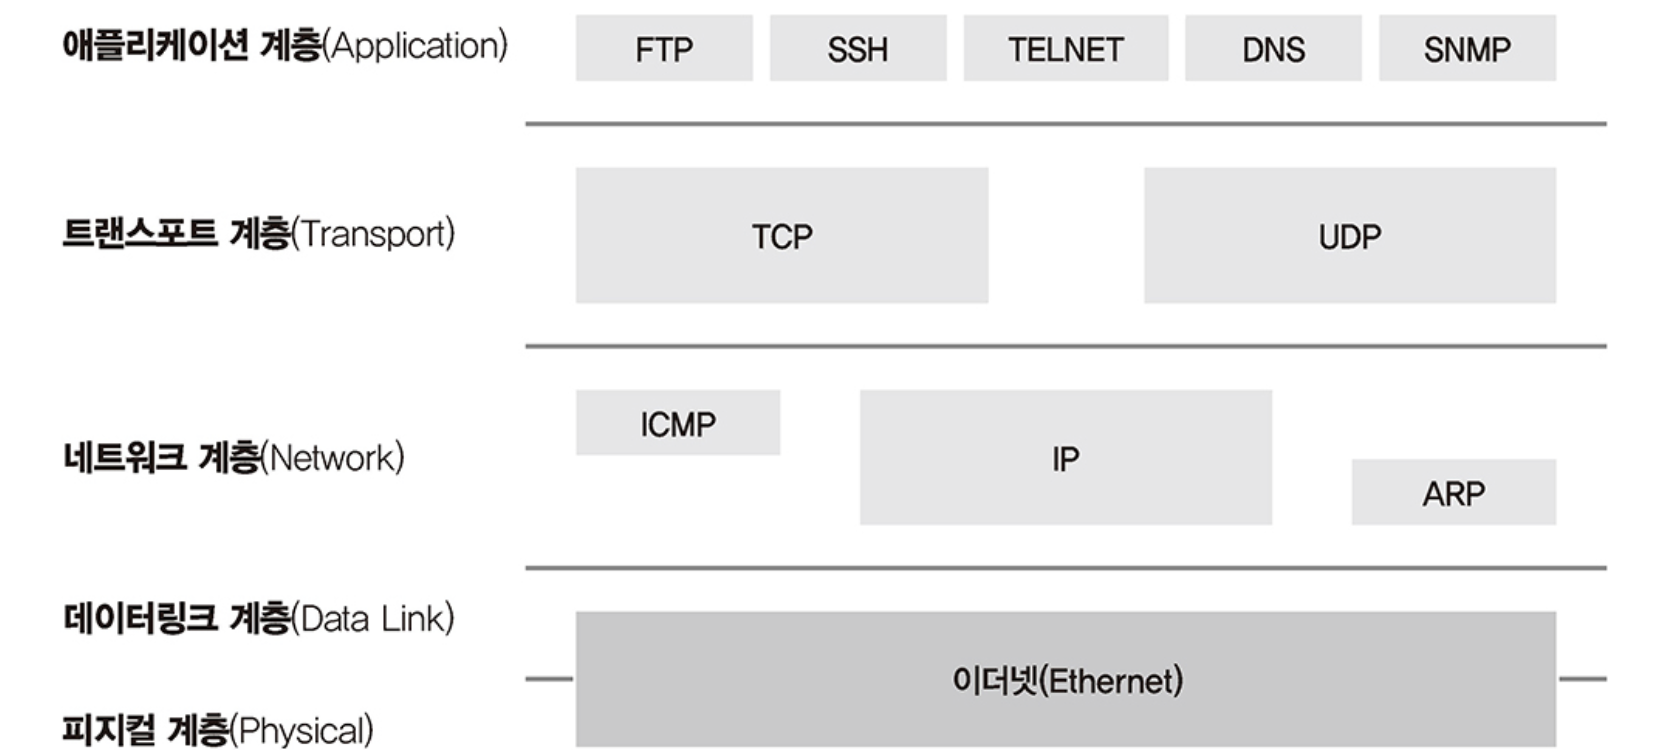 애플리케이션 계층(Application)
FTP
SSH
TELNET
DNS
SNMP
트랜스포트 계층(Transport)
TCP
UDP
네트워크 계층(Network)
ICMP
IP
ARP
데이터링크 계층(Data Link)
이더넷(Ethernet)
피지컬 계층(Physical)